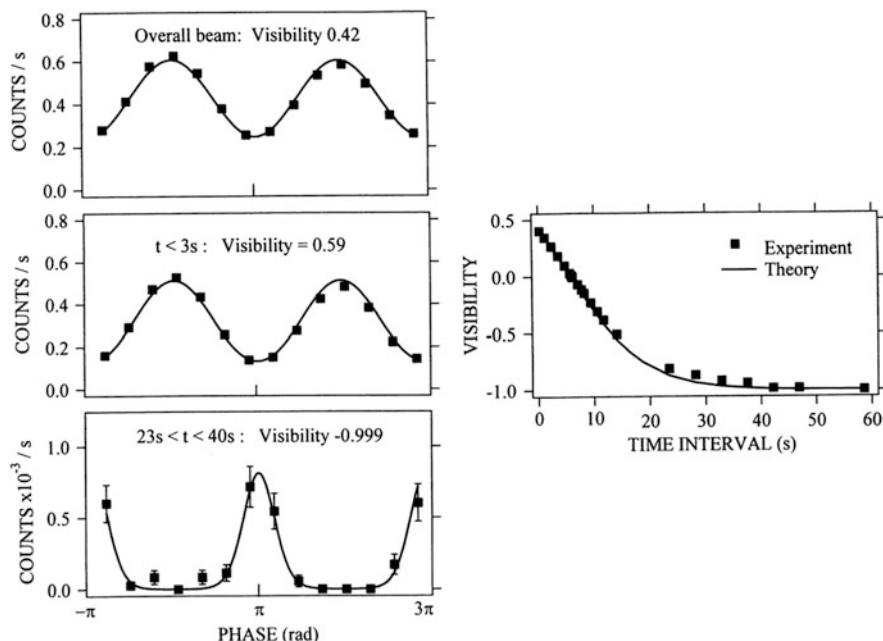 0.8
Overall beam: Visibility 0.42
0.6
0.4
0.2
0.0
COUNTS / s
0.8
t < 3s : Visibility = 0.59
0.6
0.4
0.2
0.0
COUNTS / s
1.0
23s < t < 40s : Visibility -0.999
0.5
0.0
COUNTS x10⁻³ / s
−π π 3π
PHASE (rad)
0.5
Experiment
Theory
0.0
-0.5
-1.0
VISIBILITY
0 10 20 30 40 50 60
TIME INTERVAL (s)